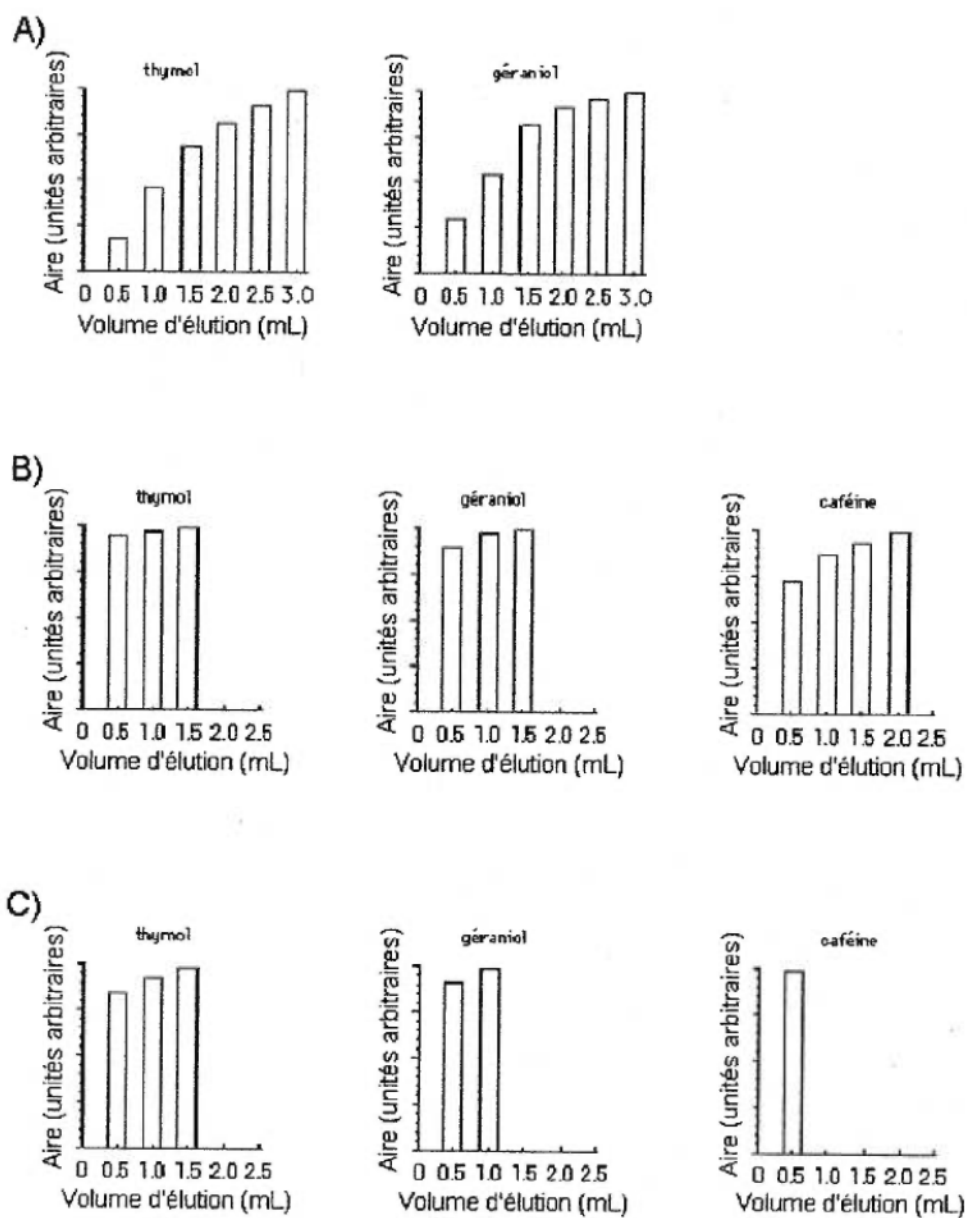 A)
thymol
Aire (unités arbitraires)
0 0.5 1.0 1.5 2.0 2.5 3.0
Volume d'élution (mL)
géraniol
Aire (unités arbitraires)
0 0.5 1.0 1.5 2.0 2.5 3.0
Volume d'élution (mL)
B)
thymol
Aire (unités arbitraires)
0 0.5 1.0 1.5 2.0 2.5
Volume d'élution (mL)
géraniol
Aire (unités arbitraires)
0 0.5 1.0 1.5 2.0 2.5
Volume d'élution (mL)
caféine
Aire (unités arbitraires)
0 0.5 1.0 1.5 2.0 2.5
Volume d'élution (mL)
C)
thymol
Aire (unités arbitraires)
0 0.5 1.0 1.5 2.0 2.5
Volume d'élution (mL)
géraniol
Aire (unités arbitraires)
0 0.5 1.0 1.5 2.0 2.5
Volume d'élution (mL)
caféine
Aire (unités arbitraires)
0 0.5 1.0 1.5 2.0 2.5
Volume d'élution (mL)